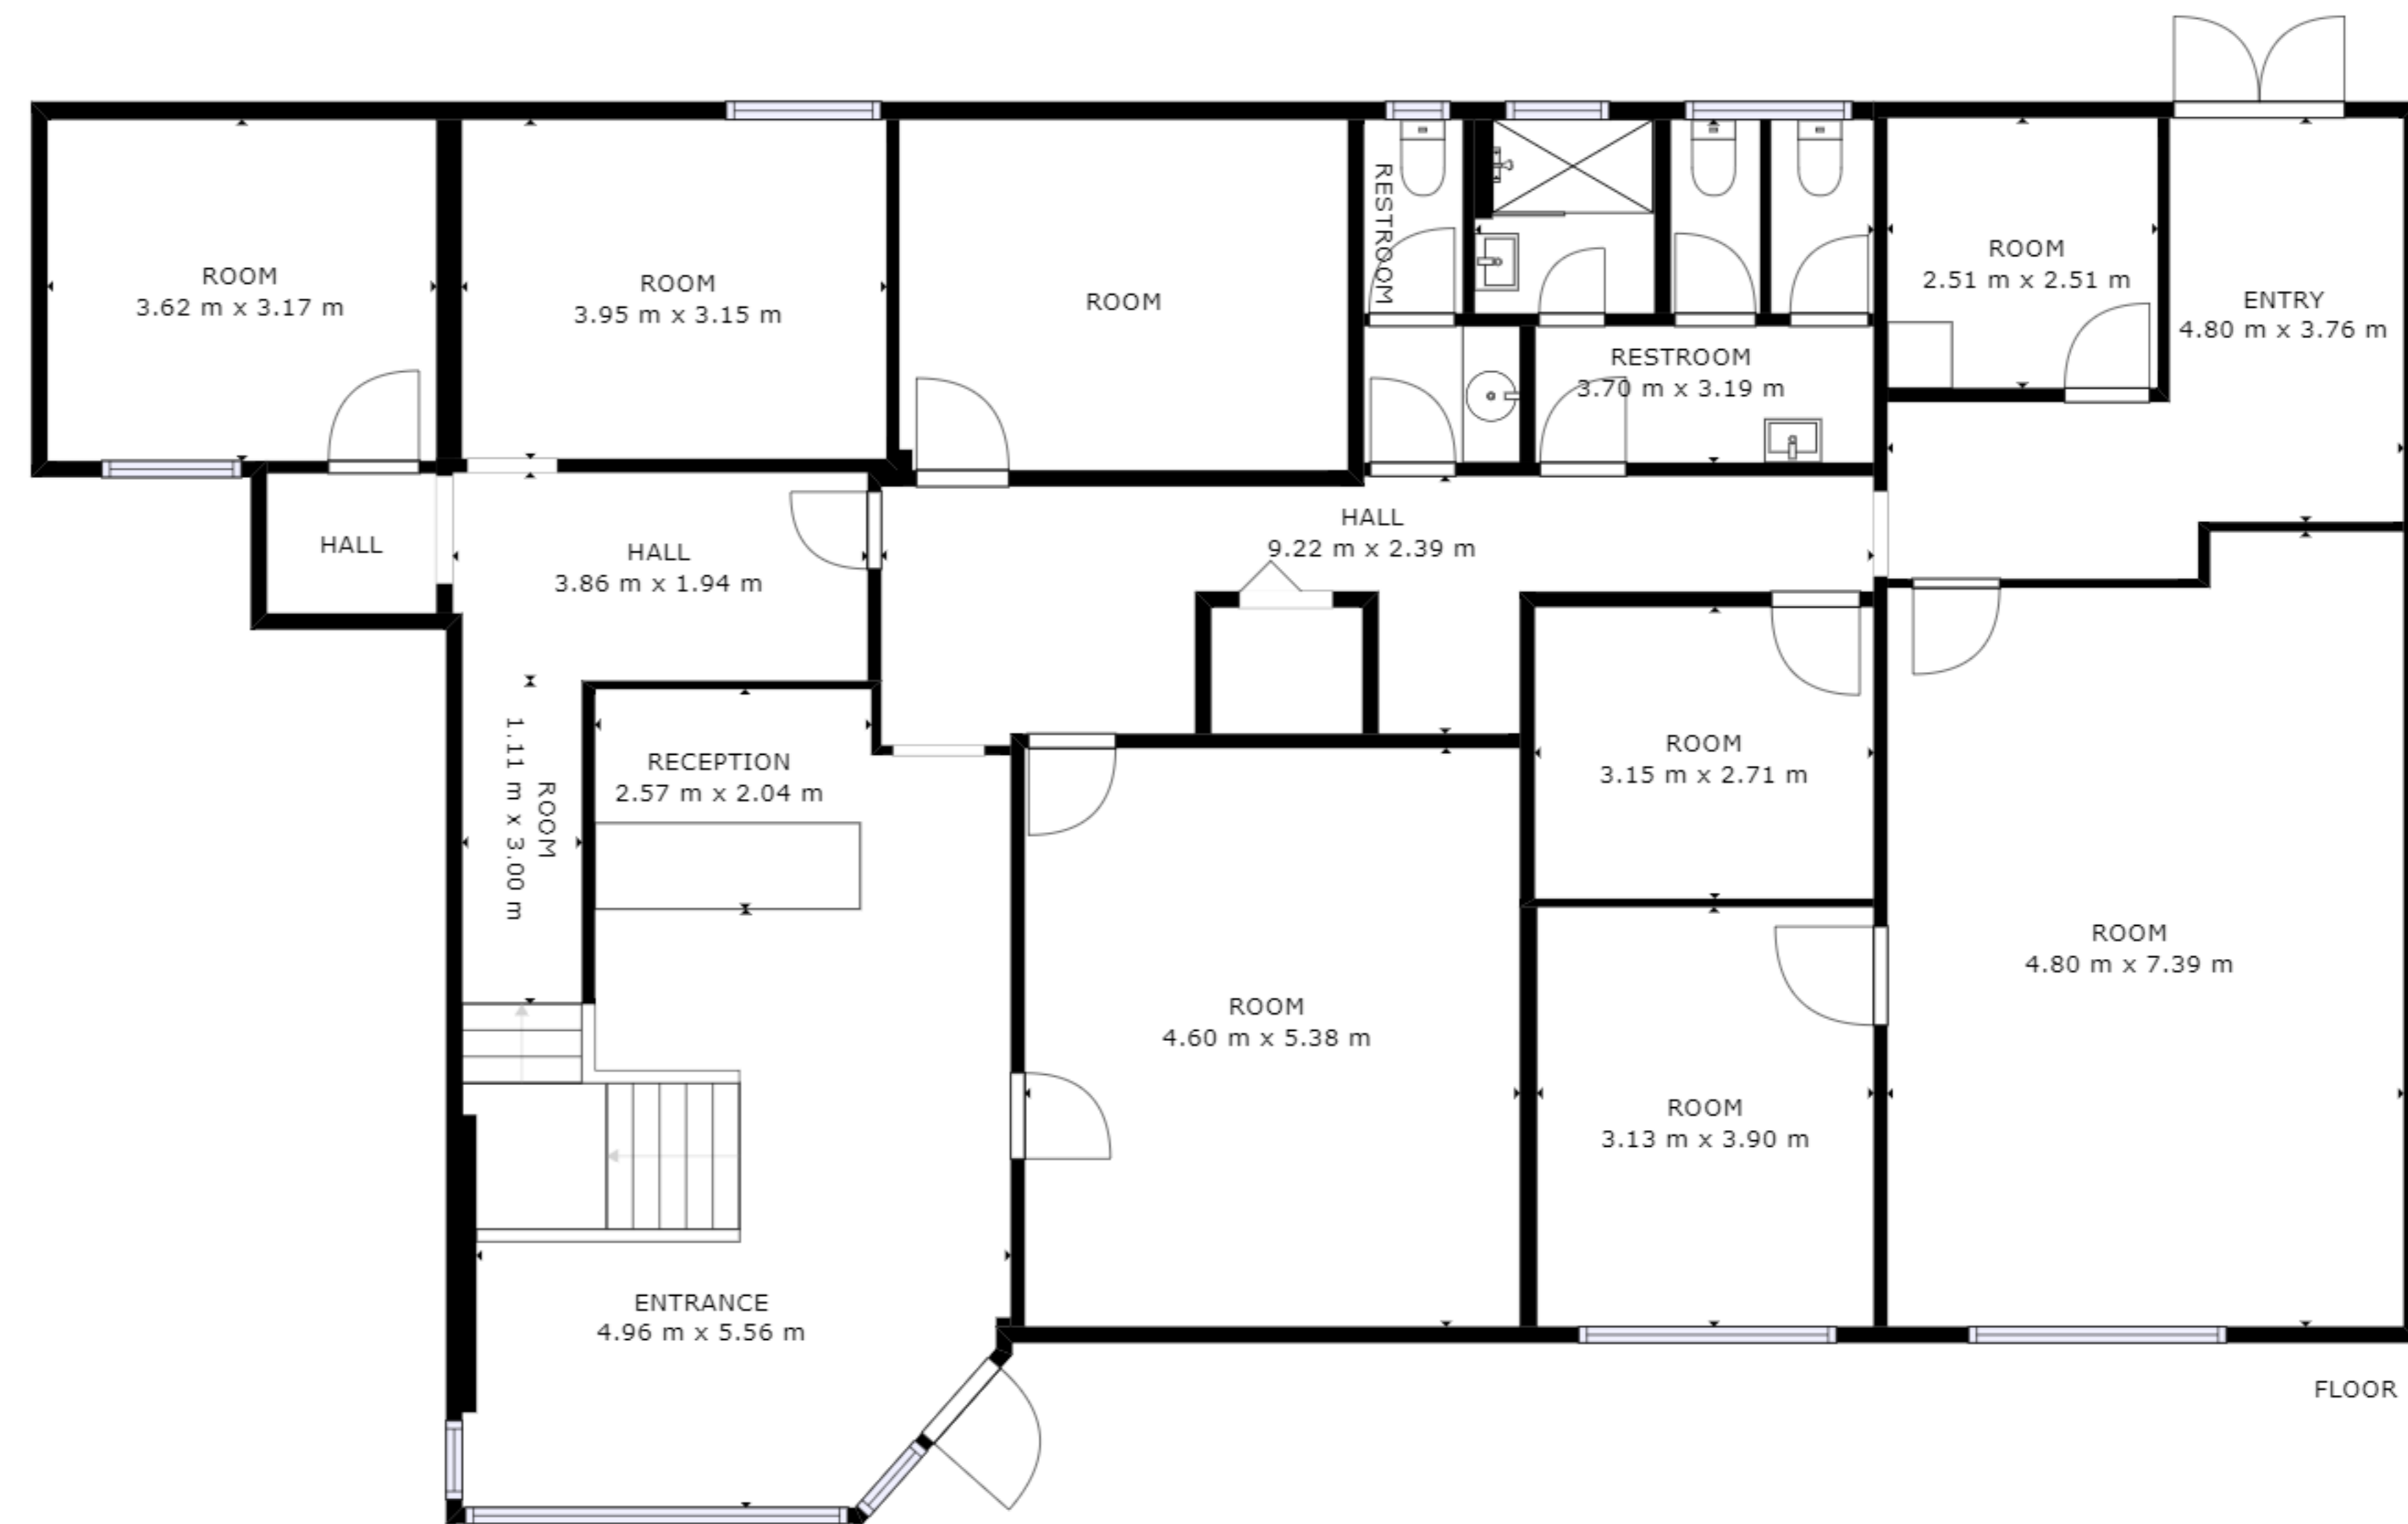 ROOM
3.62 m x 3.17 m
ROOM
3.95 m x 3.15 m
ROOM
RESTROOM
RESTROOM
3.70 m x 3.19 m
ROOM
2.51 m x 2.51 m
ENTRY
4.80 m x 3.76 m
HALL
HALL
3.86 m x 1.94 m
HALL
9.22 m x 2.39 m
ROOM
1.11 m x 3.00 m
RECEPTION
2.57 m x 2.04 m
ROOM
3.15 m x 2.71 m
ROOM
4.60 m x 5.38 m
ROOM
3.13 m x 3.90 m
ROOM
4.80 m x 7.39 m
ENTRANCE
4.96 m x 5.56 m
FLOOR